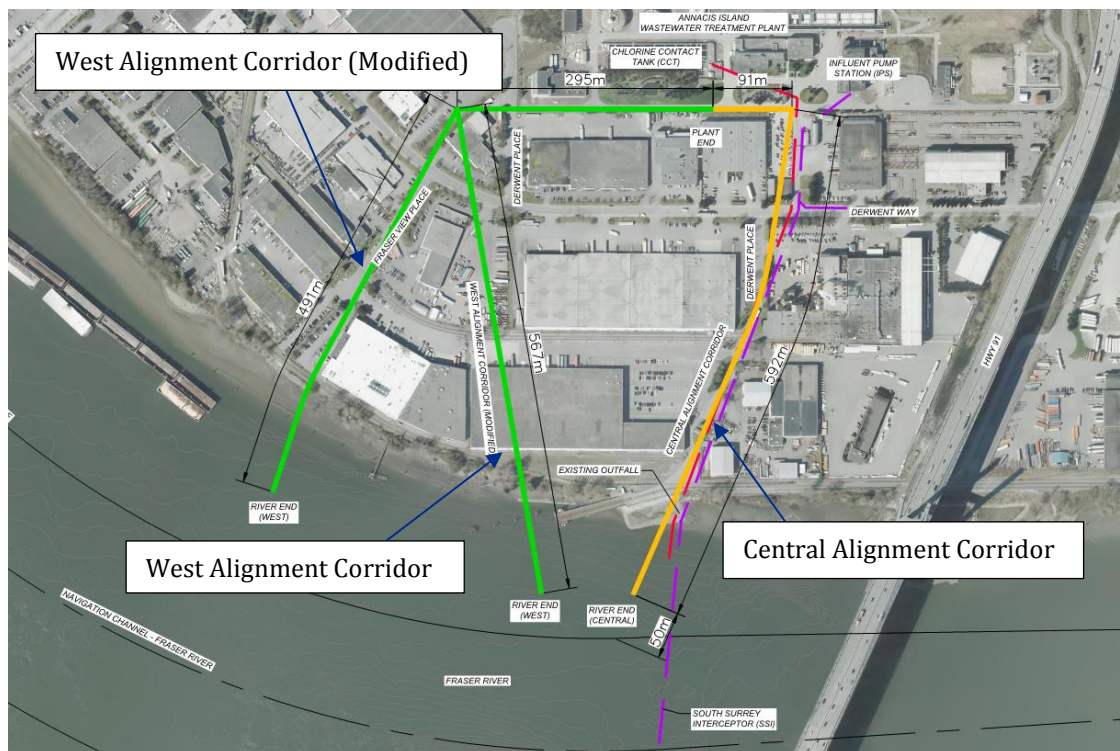 ANNACIS ISLAND
WASTEWATER TREATMENT PLANT
CHLORINE CONTACT
TANK (CCT)
INFLUENT PUMP
STATION (IPS)
West Alignment Corridor (Modified)
295m
91m
PLANT
END
DERWENT PLACE
DERWENT WAY
FRASER VIEW PLACE
491m
WEST ALIGNMENT CORRIDOR (MODIFIED)
567m
DERWENT PLACE
592m
HWY 91
CENTRAL ALIGNMENT CORRIDOR
EXISTING OUTFALL
RIVER END
(WEST)
West Alignment Corridor
Central Alignment Corridor
RIVER END
(WEST)
RIVER END
(CENTRAL)
50m
NAVIGATION CHANNEL - FRASER RIVER
FRASER RIVER
SOUTH SURREY
INTERCEPTOR (SSI)